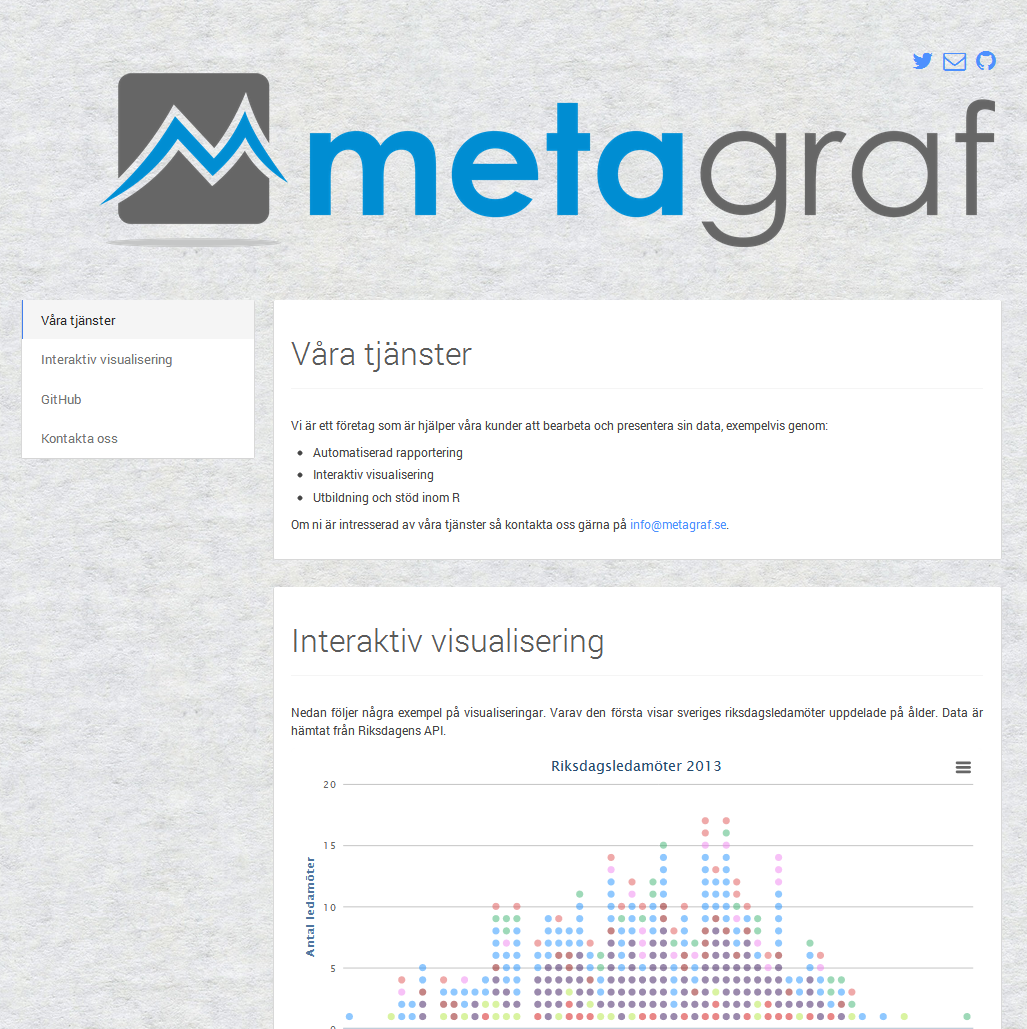 metagraf
Våra tjänster
Interaktiv visualisering
GitHub
Kontakta oss
Våra tjänster
Vi är ett företag som är hjälper våra kunder att bearbeta och presentera sin data, exempelvis genom:
Automatiserad rapportering
Interaktiv visualisering
Utbildning och stöd inom R
Om ni är intresserad av våra tjänster så kontakta oss gärna på info@metagraf.se.
Interaktiv visualisering
Nedan följer några exempel på visualiseringar. Varav den första visar sveriges riksdagsledamöter uppdelade på ålder. Data är
hämtat från Riksdagens API.
Riksdagsledamöter 2013
Antal ledamöter
20
15
10
5
0